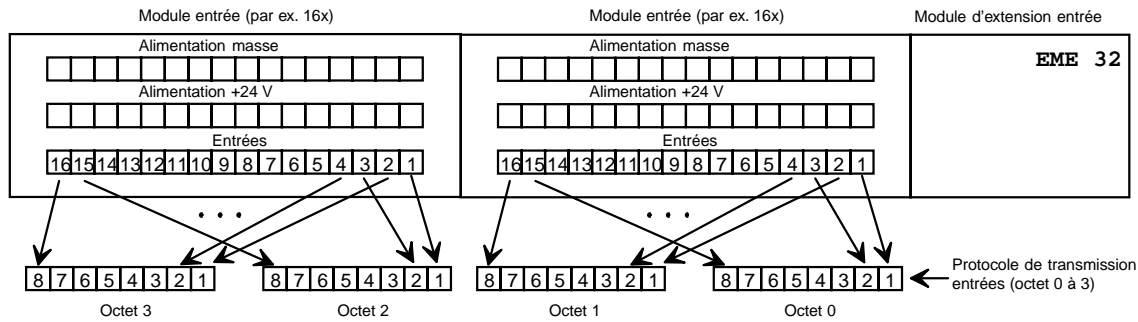 Module entrée (par ex. 16x) Module entrée (par ex. 16x) Module d'extension entrée
Alimentation masse Alimentation masse
EME 32
Alimentation +24 V Alimentation +24 V
Entrées Entrées
16 15 14 13 12 11 10 9 8 7 6 5 4 3 2 1 16 15 14 13 12 11 10 9 8 7 6 5 4 3 2 1
. . . . . .
8 7 6 5 4 3 2 1 8 7 6 5 4 3 2 1 8 7 6 5 4 3 2 1 8 7 6 5 4 3 2 1
Protocole de transmission
entrées (octet 0 à 3)
Octet 3 Octet 2 Octet 1 Octet 0